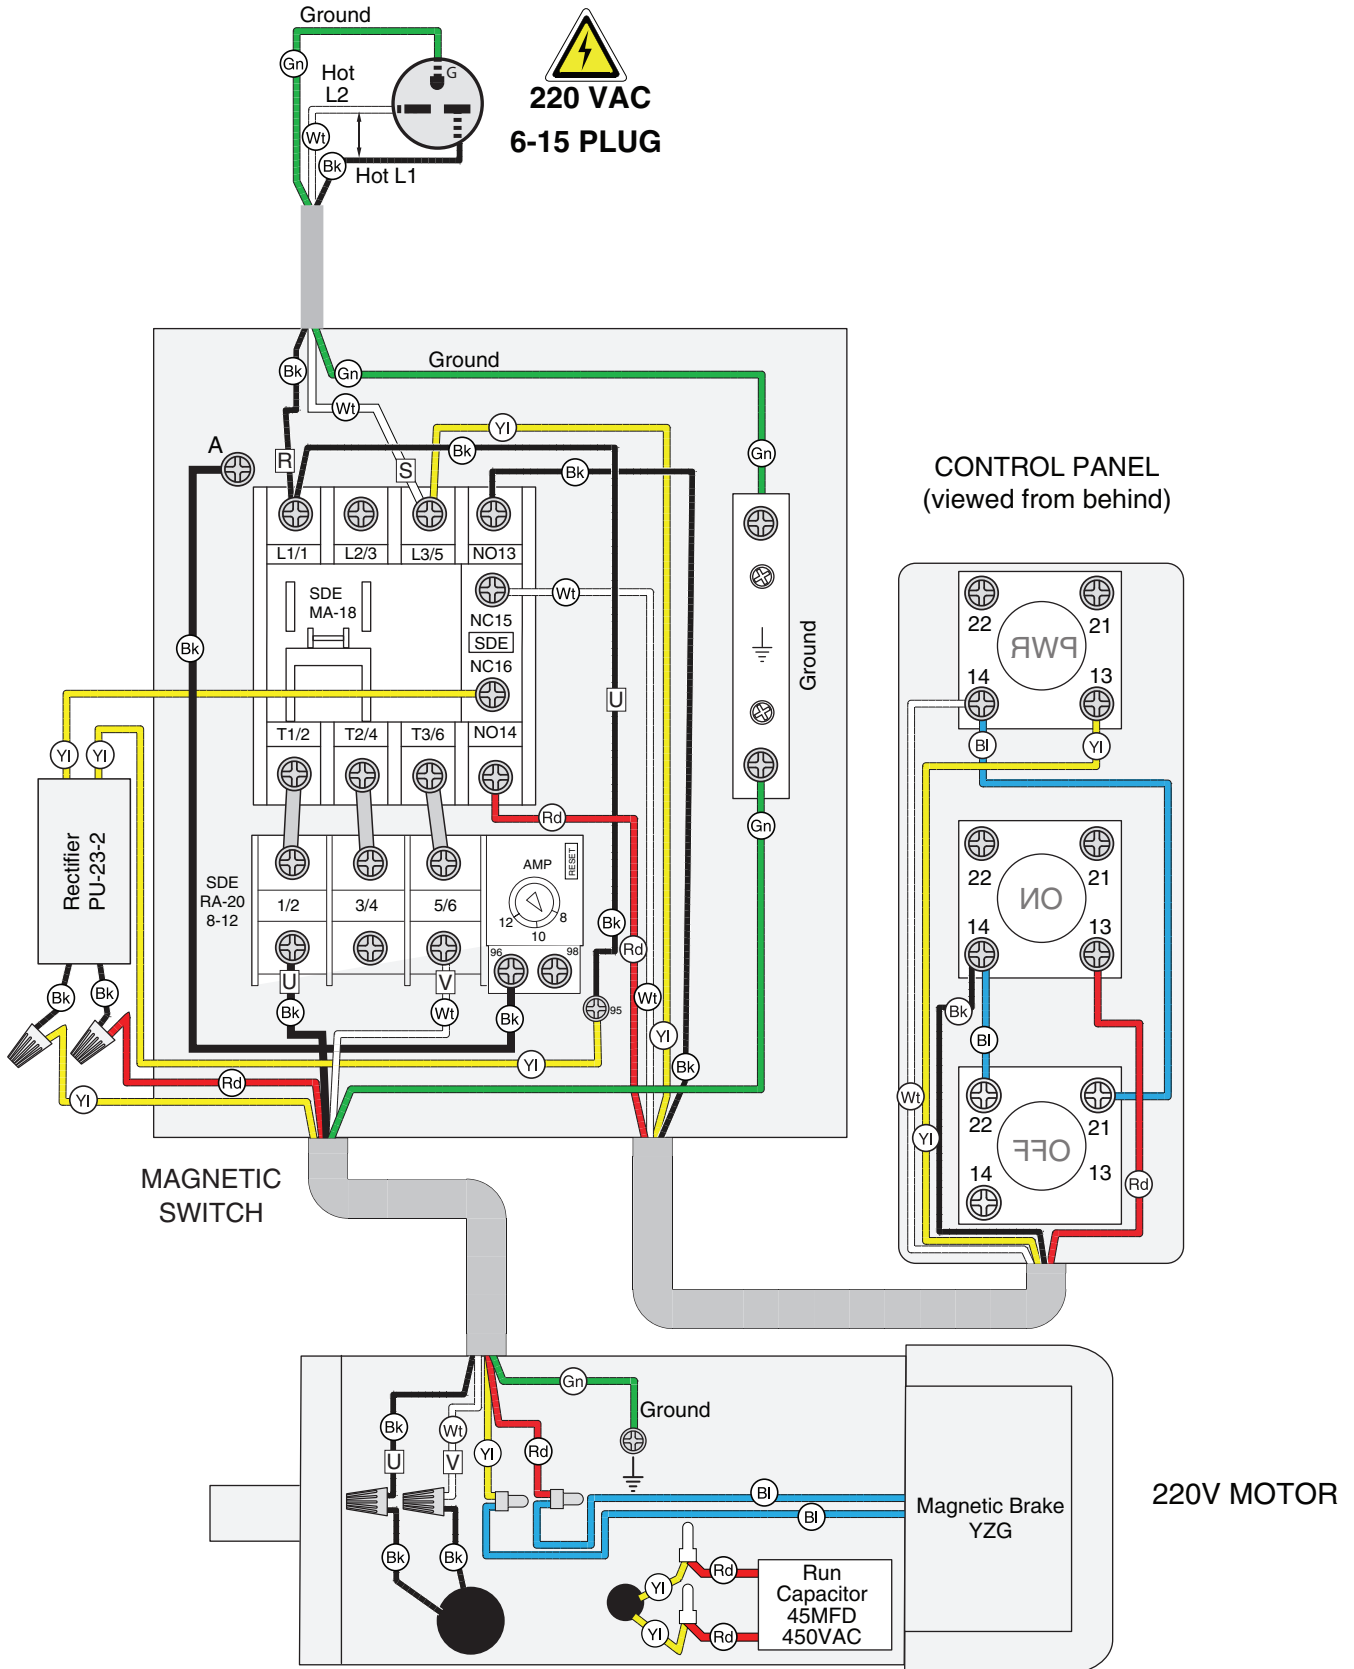 Ground
Gn
Hot
L2
G
Wt
Bk
Hot L1
220 VAC
6-15 PLUG
Ground
Bk
Gn
Wt
Yl
A
R
S
Bk
Bk
Gn
L1/1
L2/3
L3/5
NO13
SDE
MA-18
Wt
NC15
SDE
NC16
Bk
U
Ground
T1/2
T2/4
T3/6
NO14
Yl
Yl
Rd
Gn
Rectifier
PU-23-2
SDE
RA-20
8-12
AMP
RESET
1/2
3/4
5/6
12
8
10
Bk
Rd
96
98
U
V
Bk
Bk
Bk
Wt
Bk
95
Wt
Yl
Yl
Bk
Rd
Yl
MAGNETIC
SWITCH
CONTROL PANEL
(viewed from behind)
22
21
PWR
14
13
Bl
Yl
22
21
ON
14
13
Bk
Bl
Wt
22
21
Yl
OFF
14
13
Rd
Gn
Ground
Bk
Wt
Yl
Rd
U
V
Bl
Bl
Magnetic Brake
YZG
220V MOTOR
Bk
Bk
Yl
Rd
Run
Capacitor
45MFD
450VAC
Yl
Rd